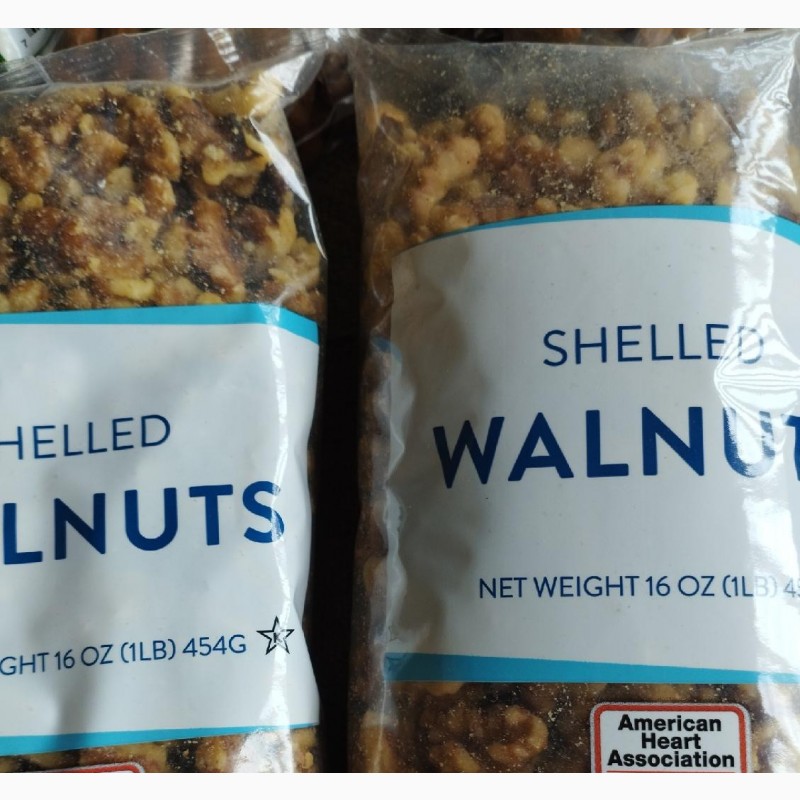 HELLED
LNUTS
GHT 16 OZ (1LB) 454G
K
SHELLED
WALNUT
NET WEIGHT 16 OZ (1LB) 45
American
Heart
Association